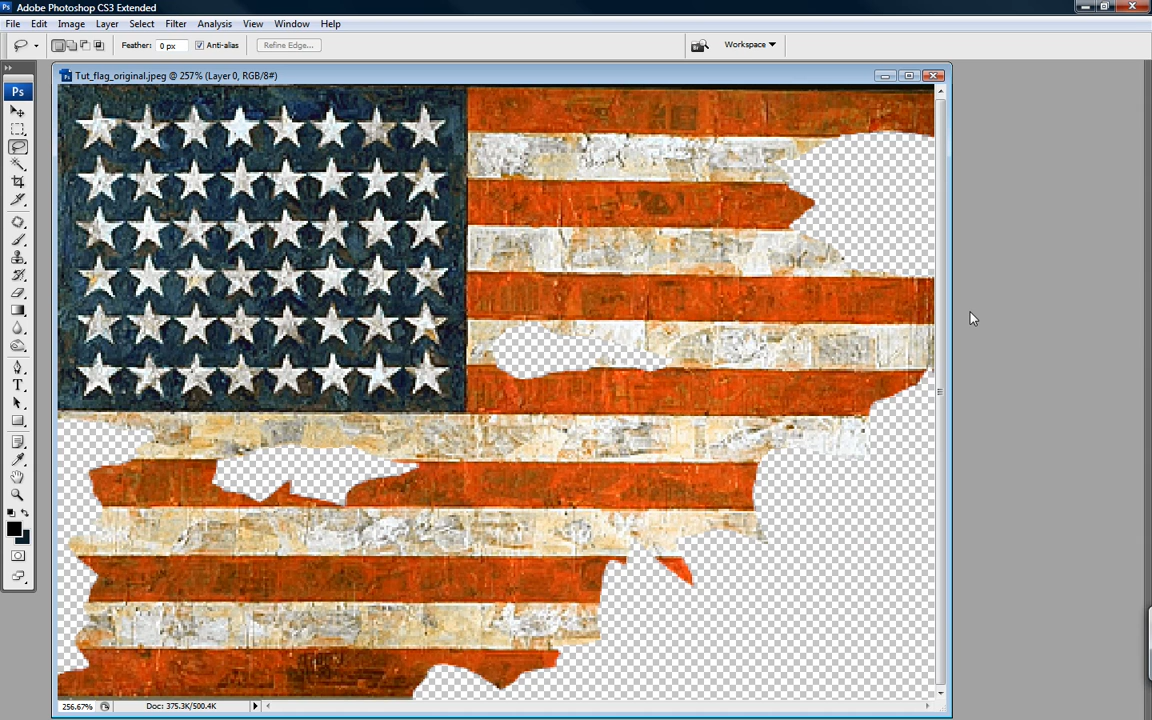 Adobe Photoshop CS3 Extended
File Edit Image Layer Select Filter Analysis View Window Help
Feather: 0 px Anti-alias Refine Edge... Workspace
Tut_flag_original.jpeg @ 257% (Layer 0, RGB/8#)
Ps
T
256.67% Doc: 375.3K/500.4K